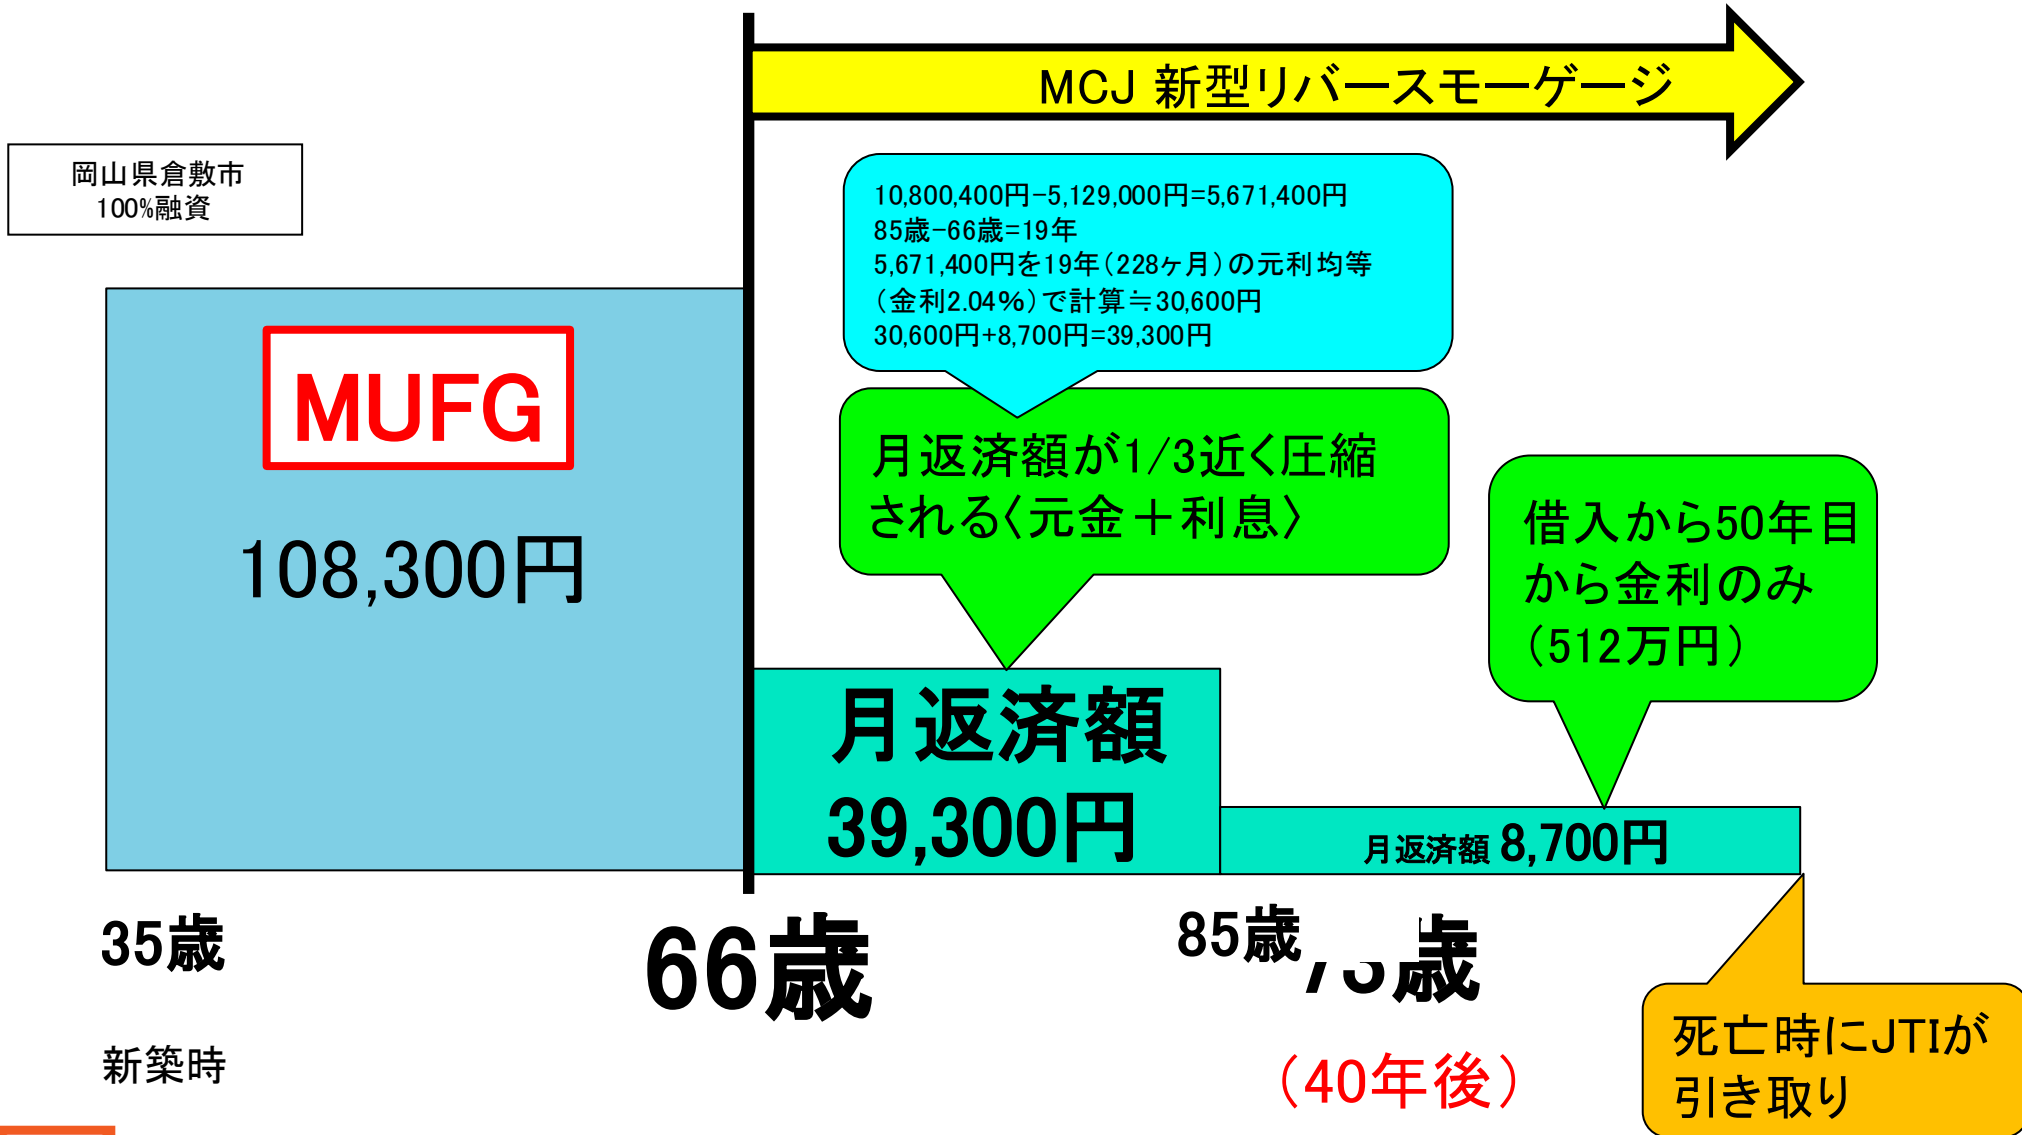 MCJ 新型リバースモーゲージ
岡山県倉敷市
100%融資
10,800,400円-5,129,000円=5,671,400円
85歳-66歳=19年
5,671,400円を19年(228ヶ月)の元利均等
(金利2.04%)で計算≒30,600円
30,600円+8,700円=39,300円
MUFG
108,300円
月返済額が1/3近く圧縮
される〈元金+利息〉
借入から50年目
から金利のみ
(512万円)
月返済額
39,300円
月返済額 8,700円
35歳
66歳
85歳
歳
新築時
(40年後)
死亡時にJTIが
引き取り